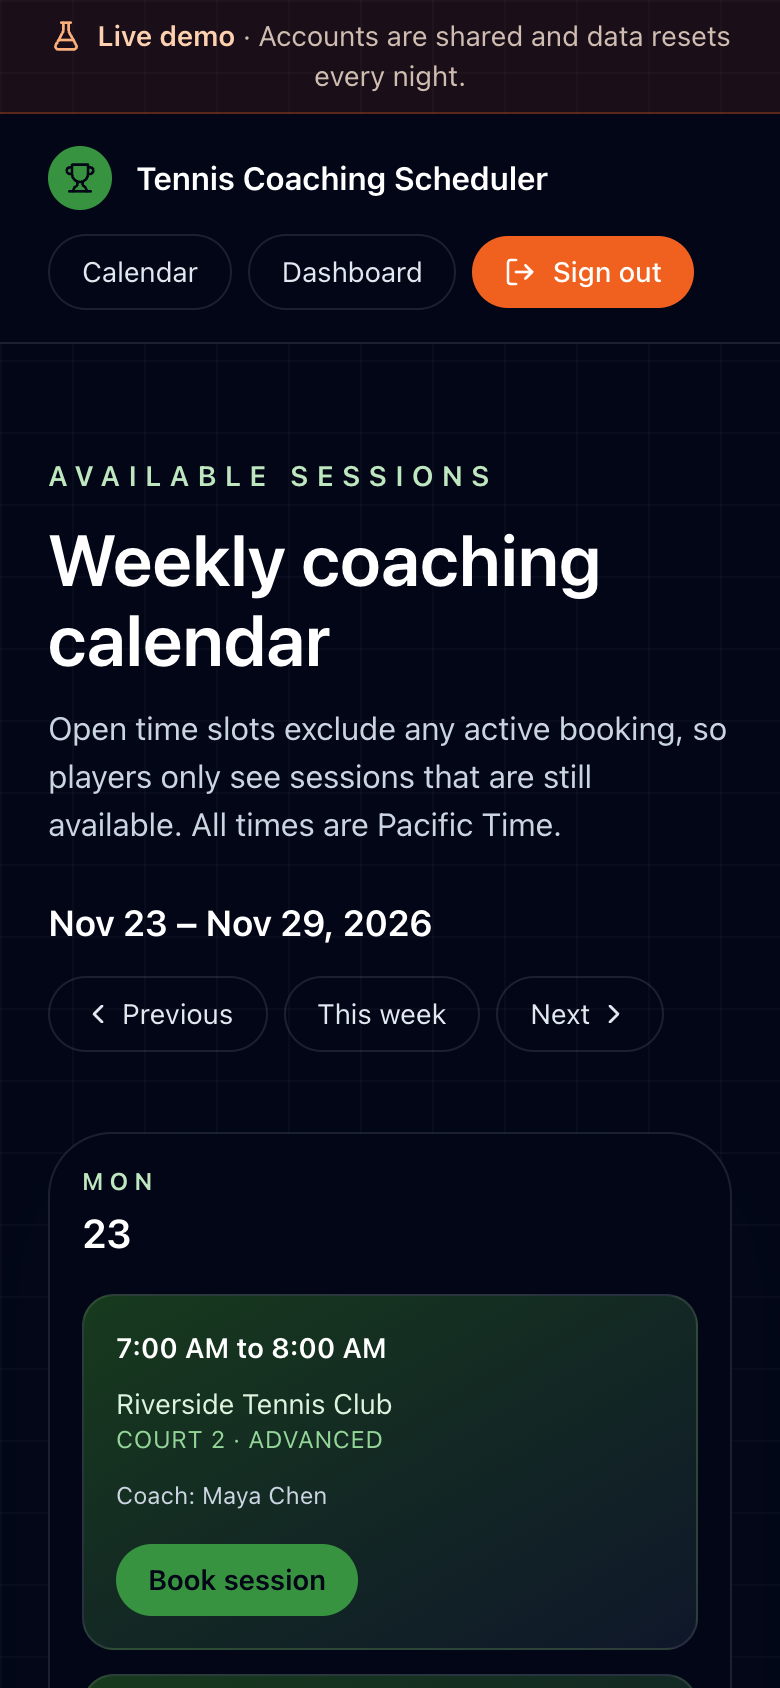 Live demo · Accounts are shared and data resets
every night.
Tennis Coaching Scheduler
Calendar
Dashboard
Sign out
AVAILABLE SESSIONS
Weekly coaching
calendar
Open time slots exclude any active booking, so
players only see sessions that are still
available. All times are Pacific Time.
Nov 23 – Nov 29, 2026
Previous
This week
Next
MON
23
7:00 AM to 8:00 AM
Riverside Tennis Club
COURT 2 · ADVANCED
Coach: Maya Chen
Book session